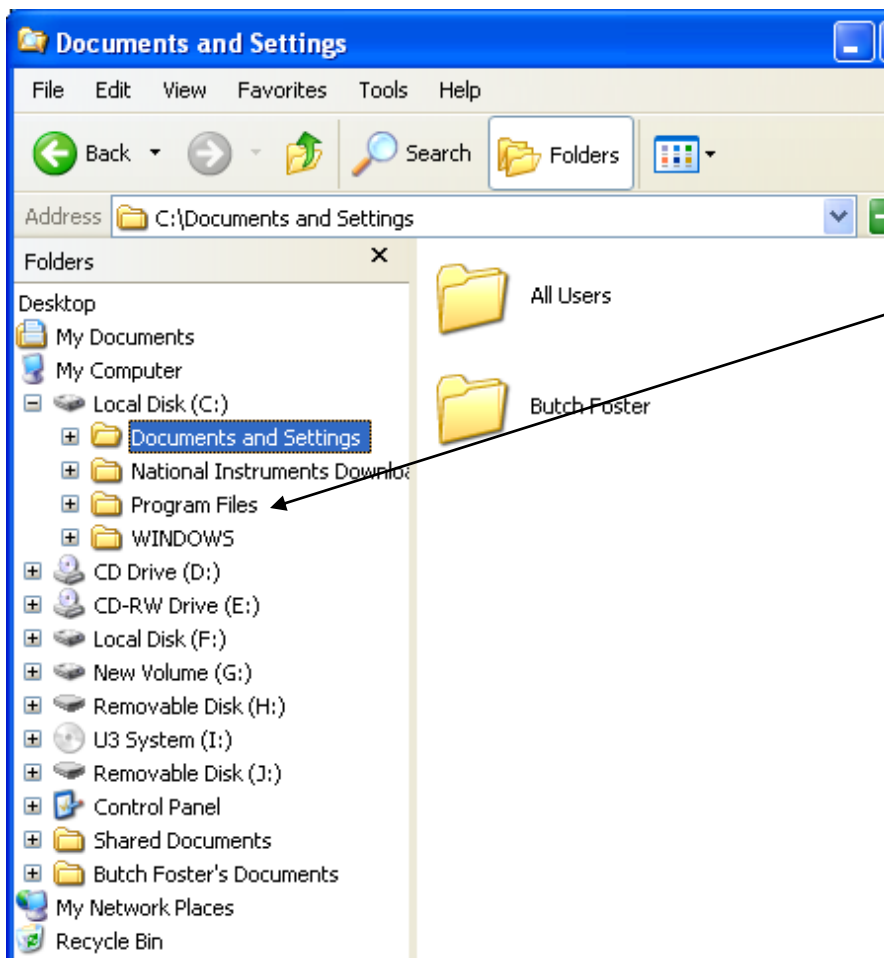 Documents and Settings
File Edit View Favorites Tools Help
Back Search Folders
Address C:\Documents and Settings
Folders
All Users
Butch Foster
Desktop
My Documents
My Computer
Local Disk (C:)
Documents and Settings
National Instruments Downloa
Program Files
WINDOWS
CD Drive (D:)
CD-RW Drive (E:)
Local Disk (F:)
New Volume (G:)
Removable Disk (H:)
U3 System (I:)
Removable Disk (J:)
Control Panel
Shared Documents
Butch Foster's Documents
My Network Places
Recycle Bin